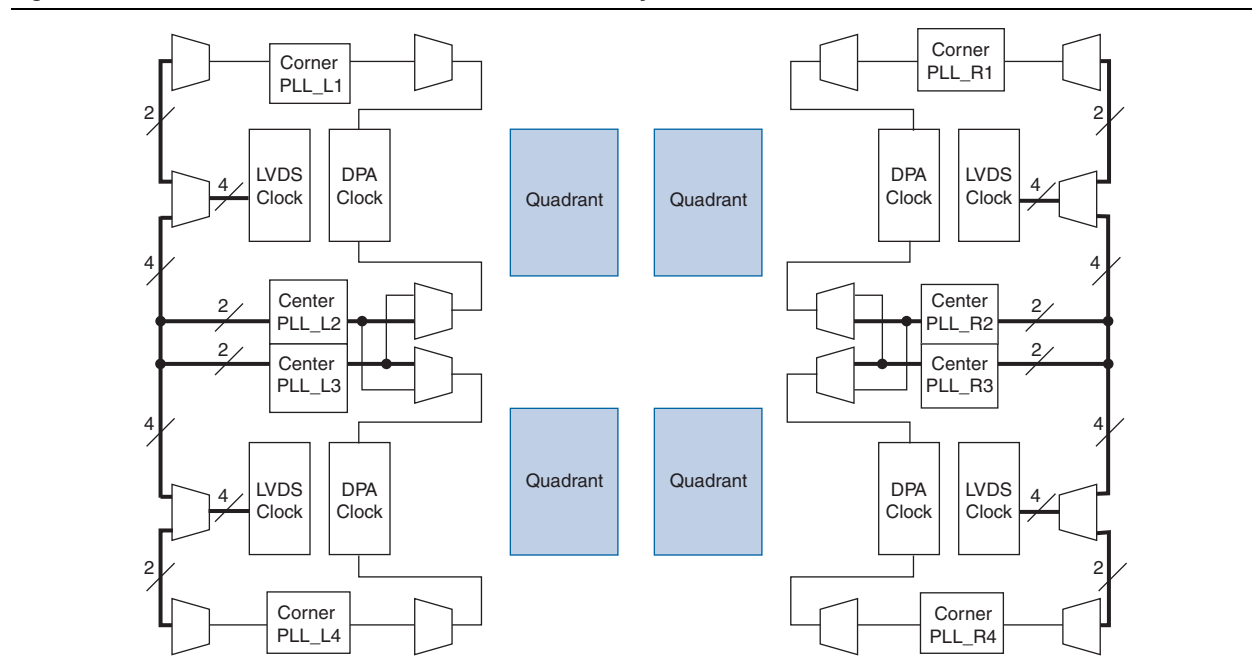 Corner
PLL_L1
Corner
PLL_R1
2
2
LVDS
Clock
DPA
Clock
Quadrant
Quadrant
DPA
Clock
LVDS
Clock
4
4
4
4
2
Center
PLL_L2
Center
PLL_R2
2
2
Center
PLL_L3
Center
PLL_R3
2
4
4
LVDS
Clock
DPA
Clock
Quadrant
Quadrant
DPA
Clock
LVDS
Clock
4
4
2
2
Corner
PLL_L4
Corner
PLL_R4